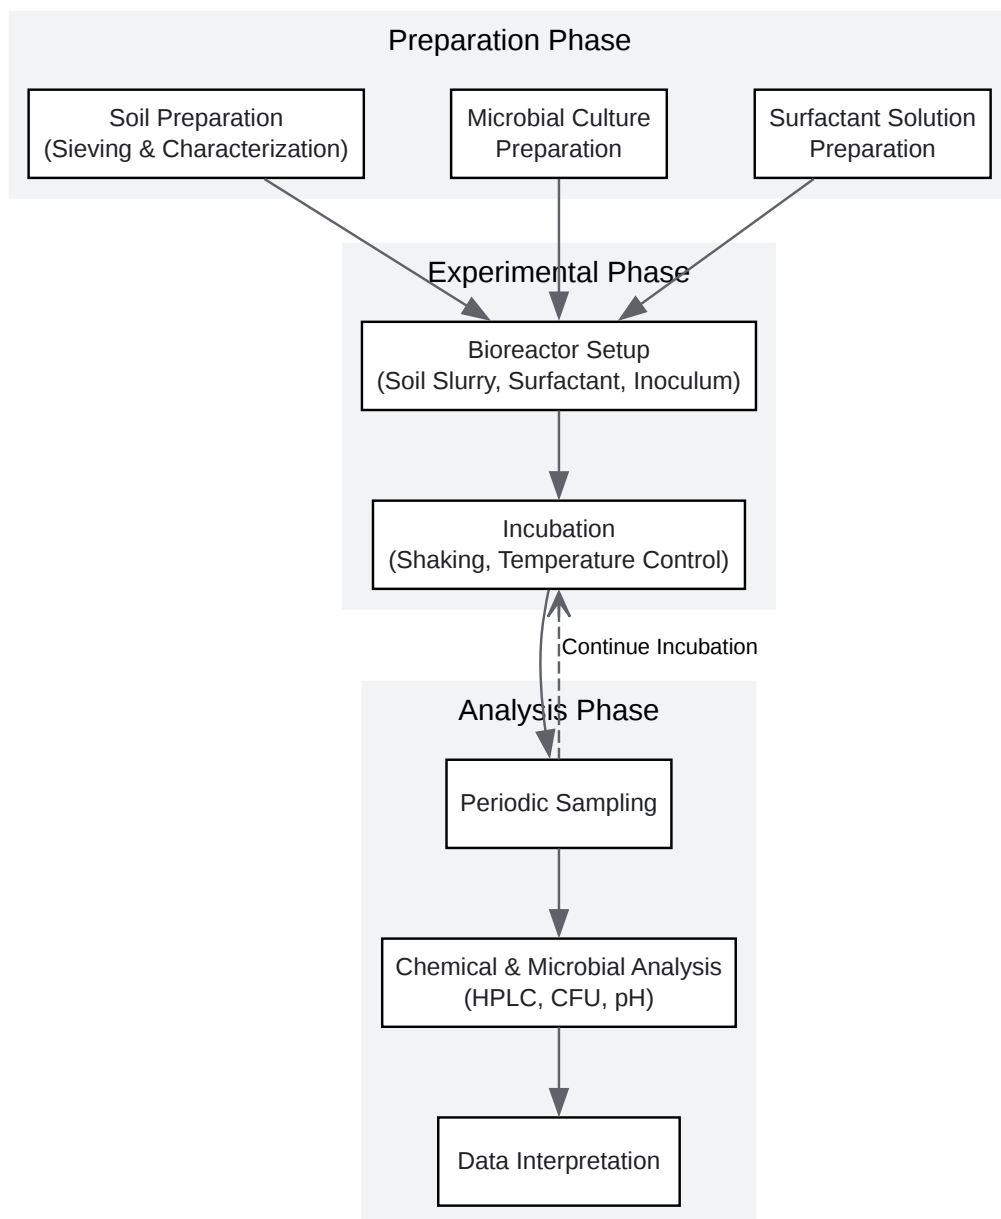 Preparation Phase
Soil Preparation
(Sieving & Characterization)
Microbial Culture
Preparation
Surfactant Solution
Preparation
Experimental Phase
Bioreactor Setup
(Soil Slurry, Surfactant, Inoculum)
Incubation
(Shaking, Temperature Control)
Continue Incubation
Analysis Phase
Periodic Sampling
Chemical & Microbial Analysis
(HPLC, CFU, pH)
Data Interpretation